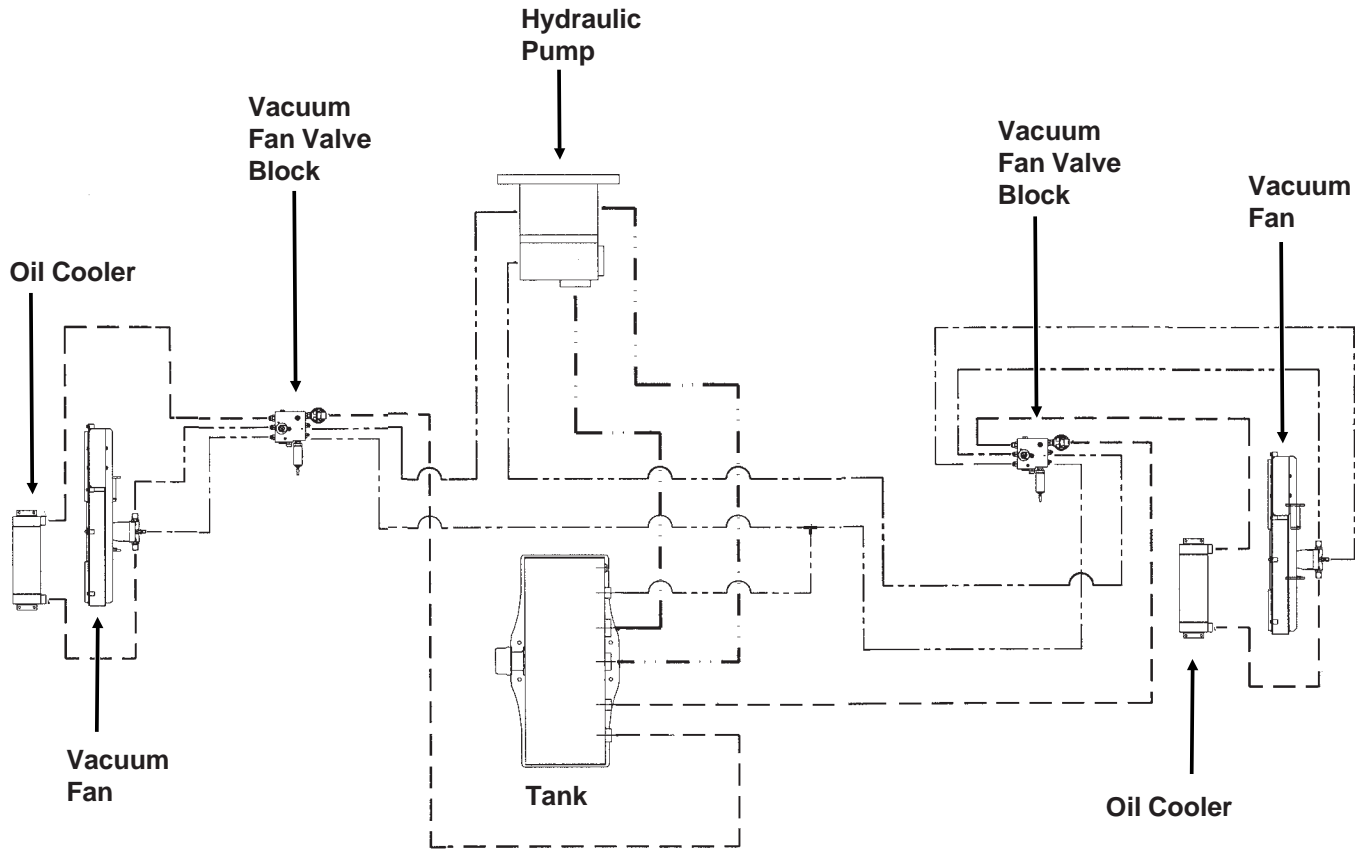 Hydraulic
Pump
Vacuum
Fan Valve
Block
Vacuum
Fan Valve
Block
Vacuum
Fan
Oil Cooler
Vacuum
Fan
Tank
Oil Cooler